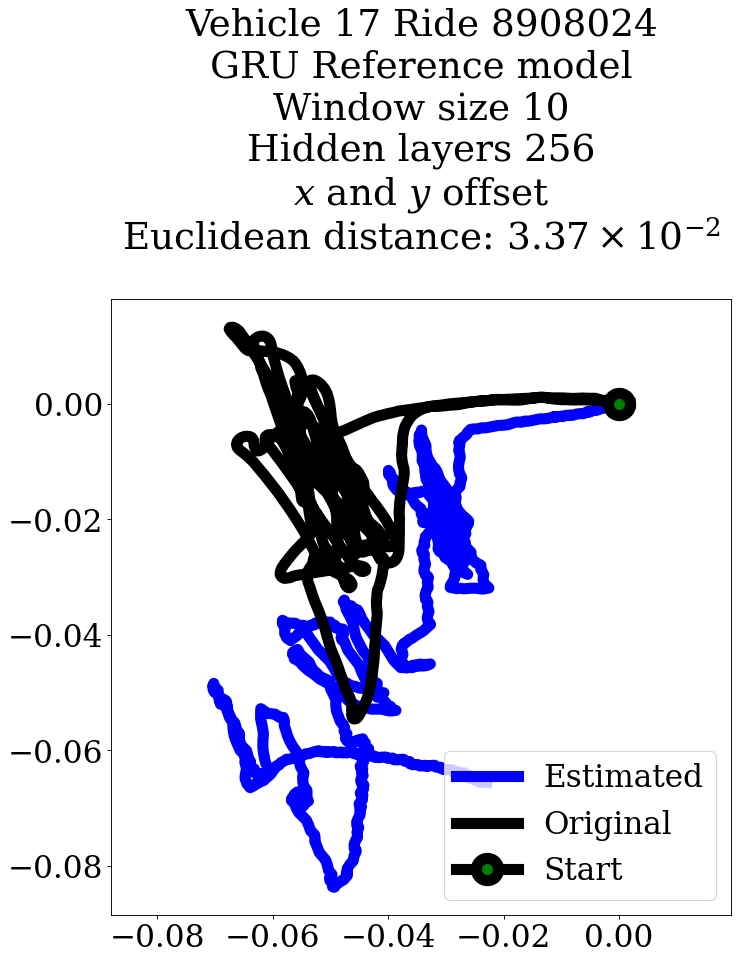 Vehicle 17 Ride 8908024
GRU Reference model
Window size 10
Hidden layers 256
x and y offset
Euclidean distance: 3.37 × 10⁻²
0.00
−0.02
−0.04
−0.06
−0.08
Estimated
Original
Start
−0.08 −0.06 −0.04 −0.02 0.00